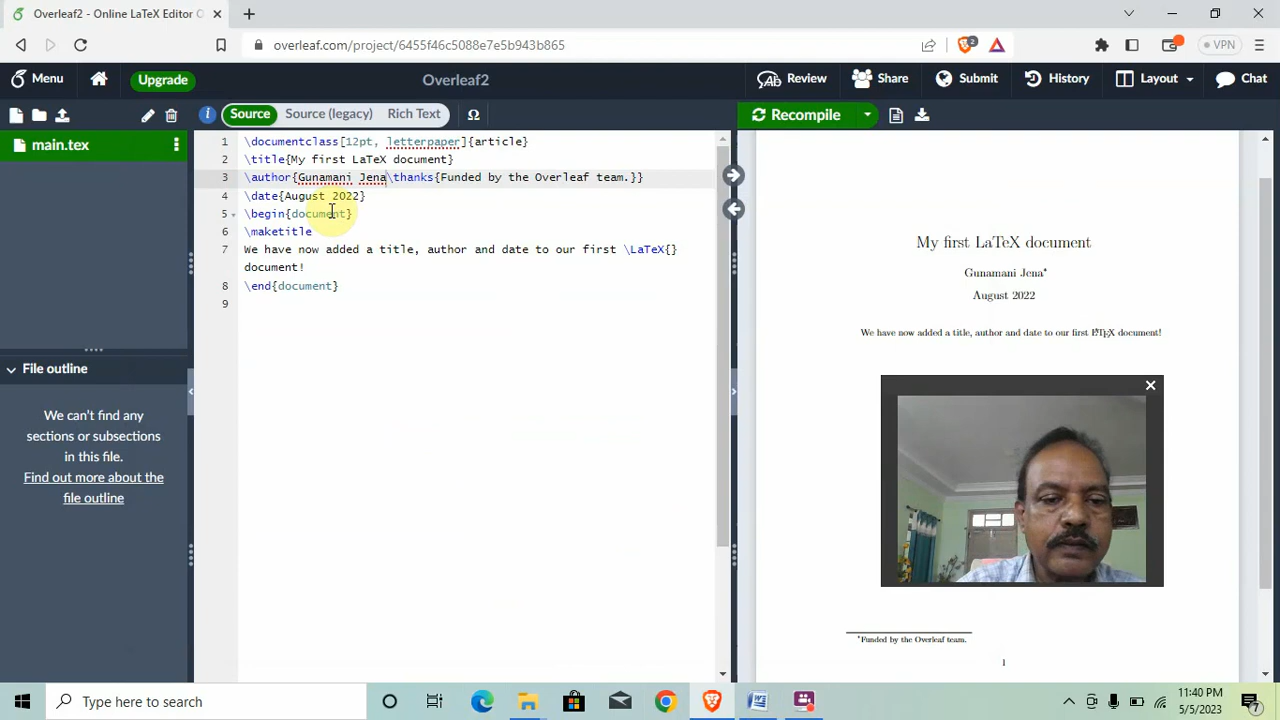 Overleaf2 - Online LaTeX Editor O
overleaf.com/project/6455f46c5088e7e5b943b865
2
VPN
Menu
Upgrade
Overleaf2
Review
Share
Submit
History
Layout
Chat
Source
Source (legacy)
Rich Text
Ω
Recompile
main.tex
File outline
We can't find any
sections or subsections
in this file.
Find out more about the
file outline
1 \documentclass[12pt, letterpaper]{article}
2 \title{My first LaTeX document}
3 \author{Gunamani Jena\thanks{Funded by the Overleaf team.}}
4 \date{August 2022}
5 \begin{document}
6 \maketitle
7 We have now added a title, author and date to our first \LaTeX{}
document!
8 \end{document}
9
My first LaTeX document
Gunamani Jena*
August 2022
We have now added a title, author and date to our first LATEX document!
*Funded by the Overleaf team.
1
Type here to search
11:40 PM
5/5/2023
7